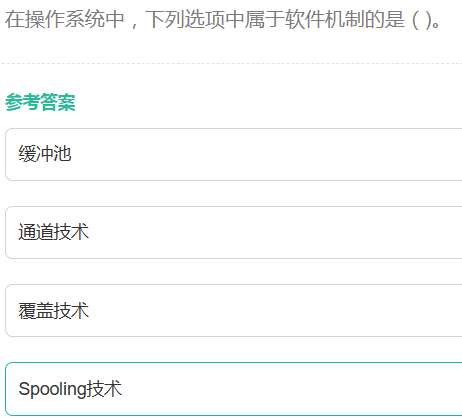 在操作系统中，下列选项中属于软件机制的是 ( )。
参考答案
缓冲池
通道技术
覆盖技术
Spooling技术